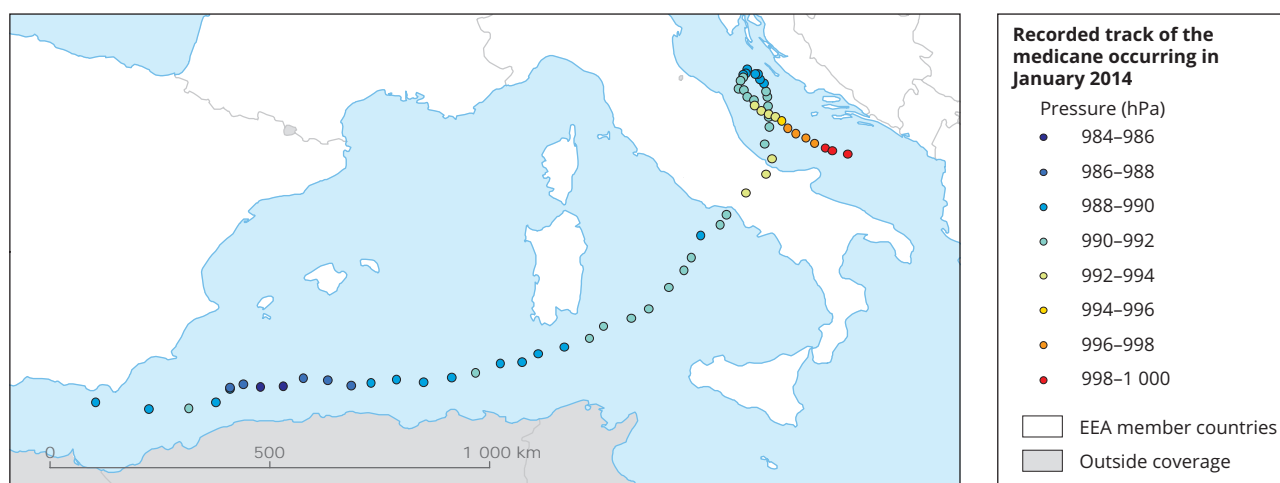 Recorded track of the
medicane occurring in
January 2014
Pressure (hPa)
984–986
986–988
988–990
990–992
992–994
994–996
996–998
998–1 000
EEA member countries
Outside coverage
0 500 1 000 km